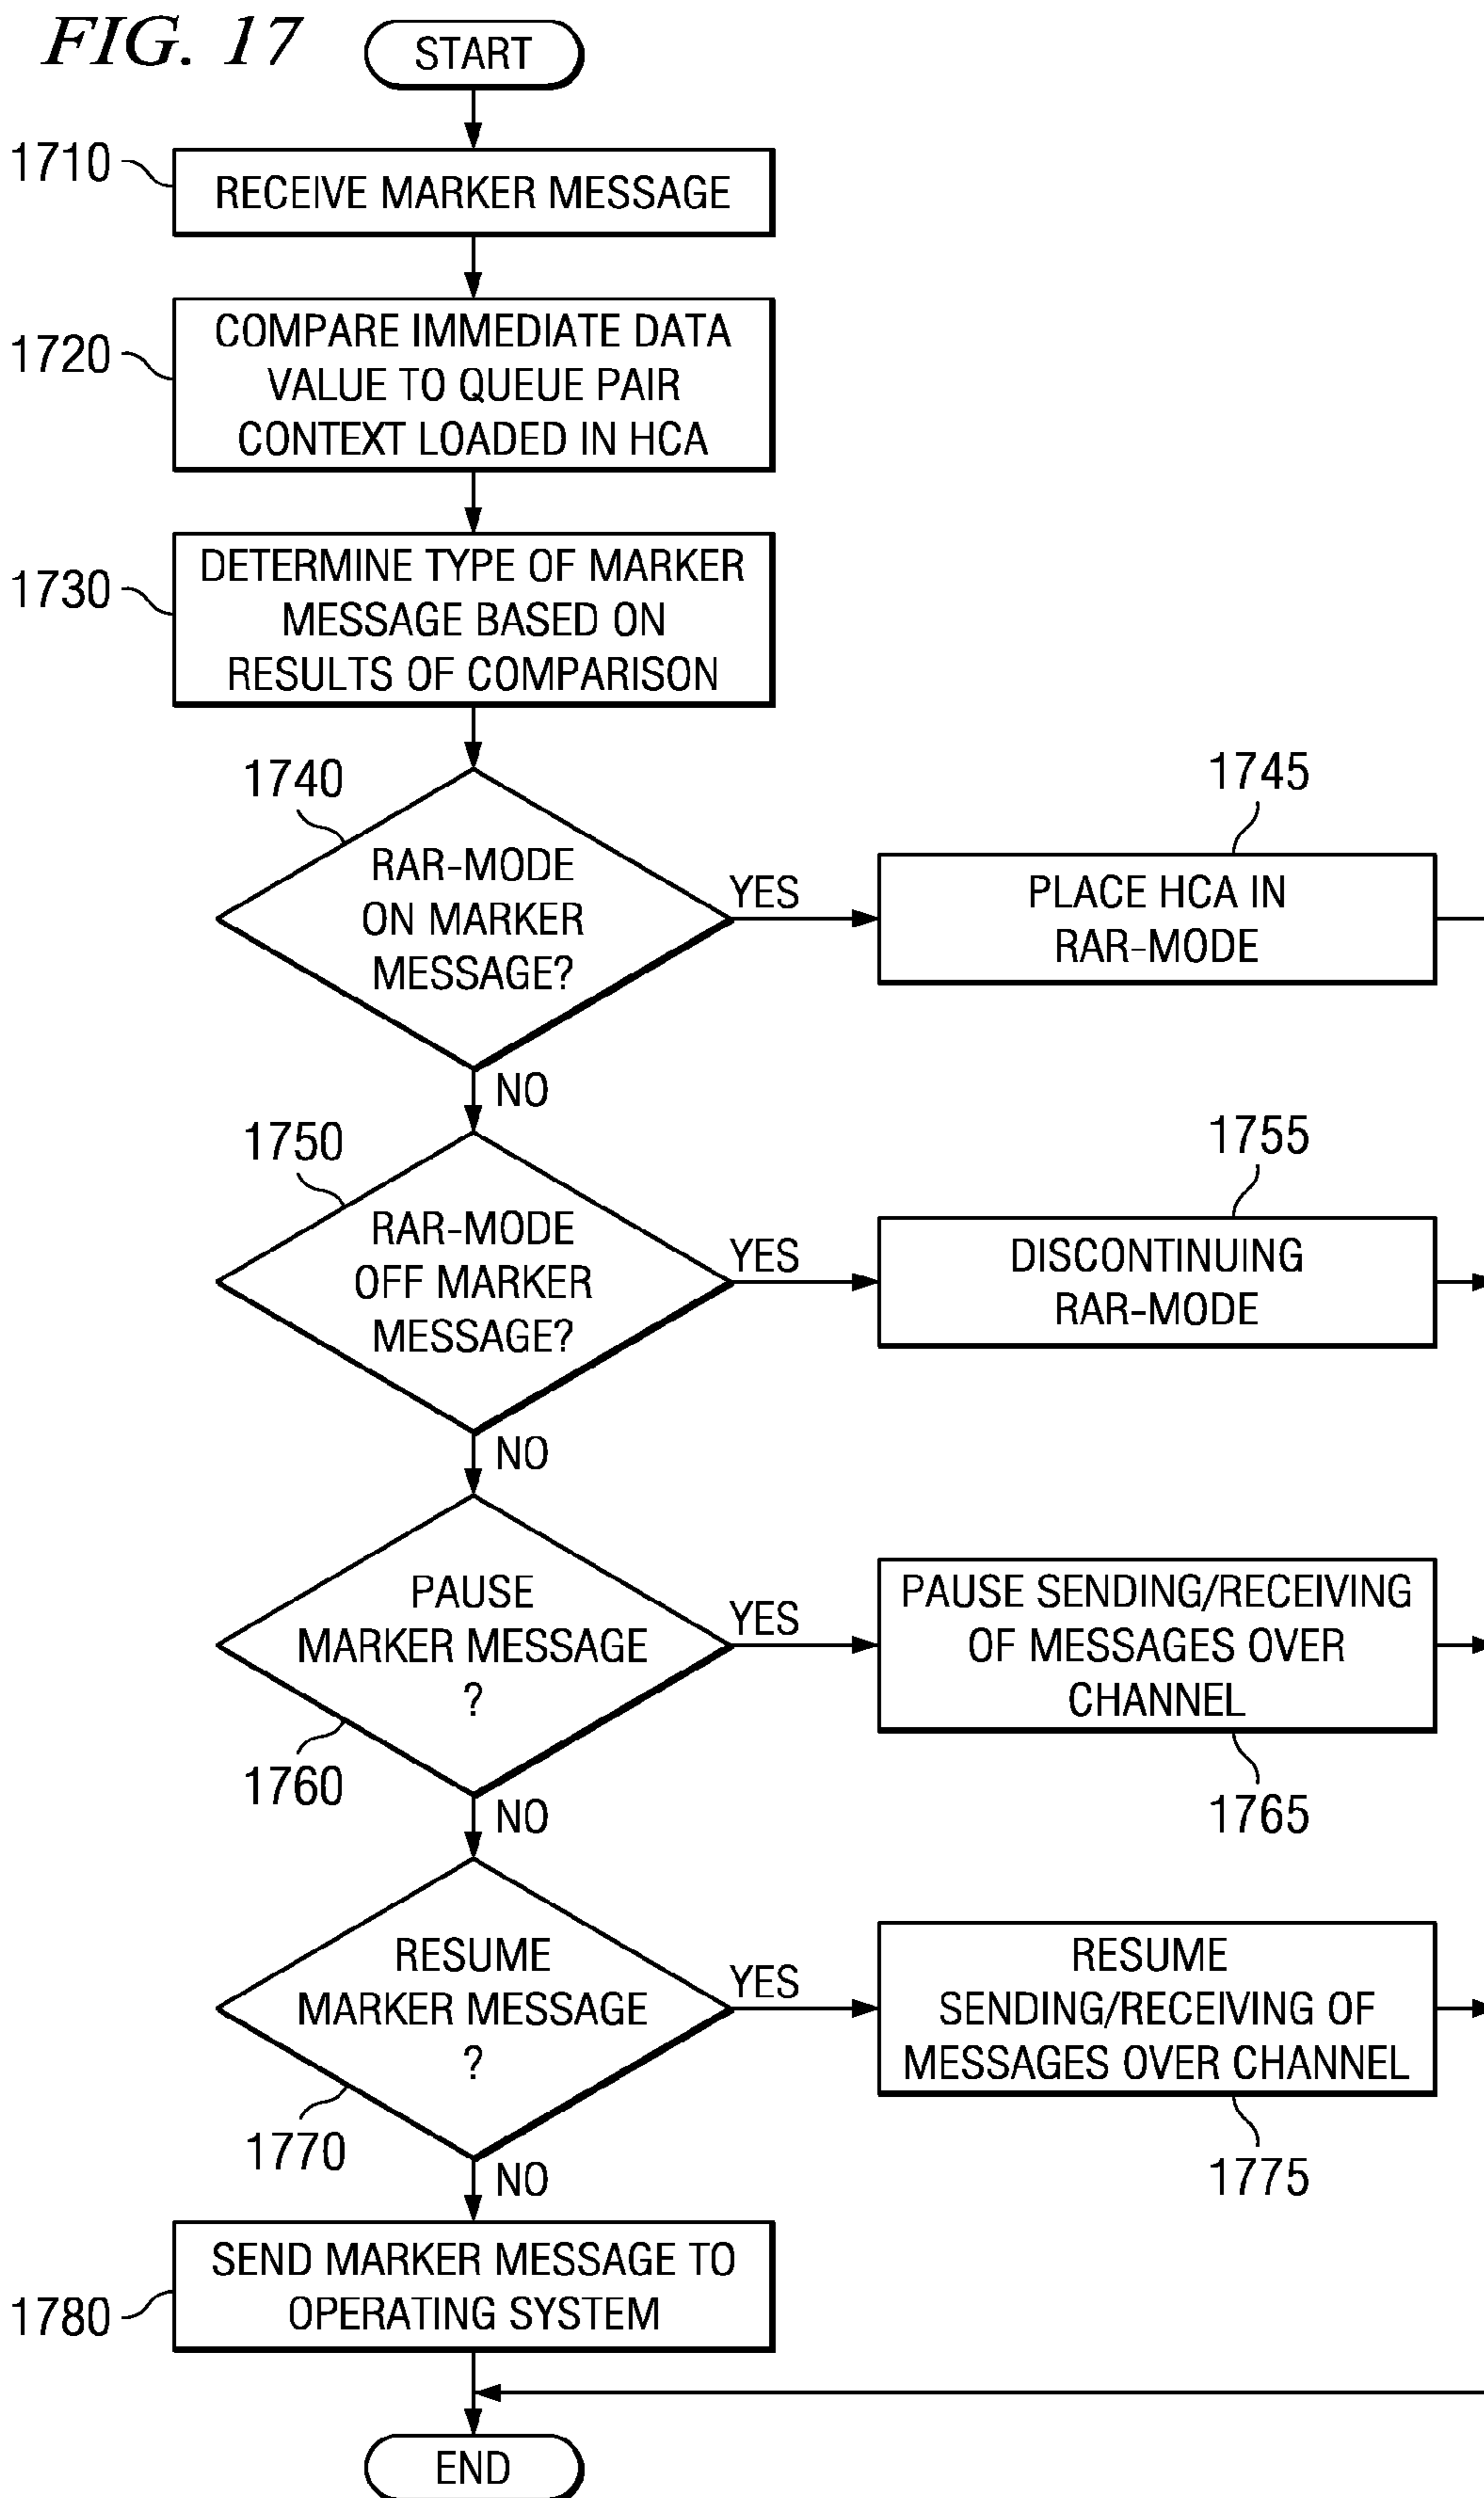 FIG. 17
START
1710
RECEIVE MARKER MESSAGE
1720
COMPARE IMMEDIATE DATA
VALUE TO QUEUE PAIR
CONTEXT LOADED IN HCA
1730
DETERMINE TYPE OF MARKER
MESSAGE BASED ON
RESULTS OF COMPARISON
1740
RAR-MODE
ON MARKER
MESSAGE?
YES
1745
PLACE HCA IN
RAR-MODE
NO
1750
RAR-MODE
OFF MARKER
MESSAGE?
YES
1755
DISCONTINUING
RAR-MODE
NO
PAUSE
MARKER MESSAGE
?
1760
YES
PAUSE SENDING/RECEIVING
OF MESSAGES OVER
CHANNEL
1765
NO
RESUME
MARKER MESSAGE
?
1770
YES
RESUME
SENDING/RECEIVING OF
MESSAGES OVER CHANNEL
1775
NO
SEND MARKER MESSAGE TO
OPERATING SYSTEM
1780
END